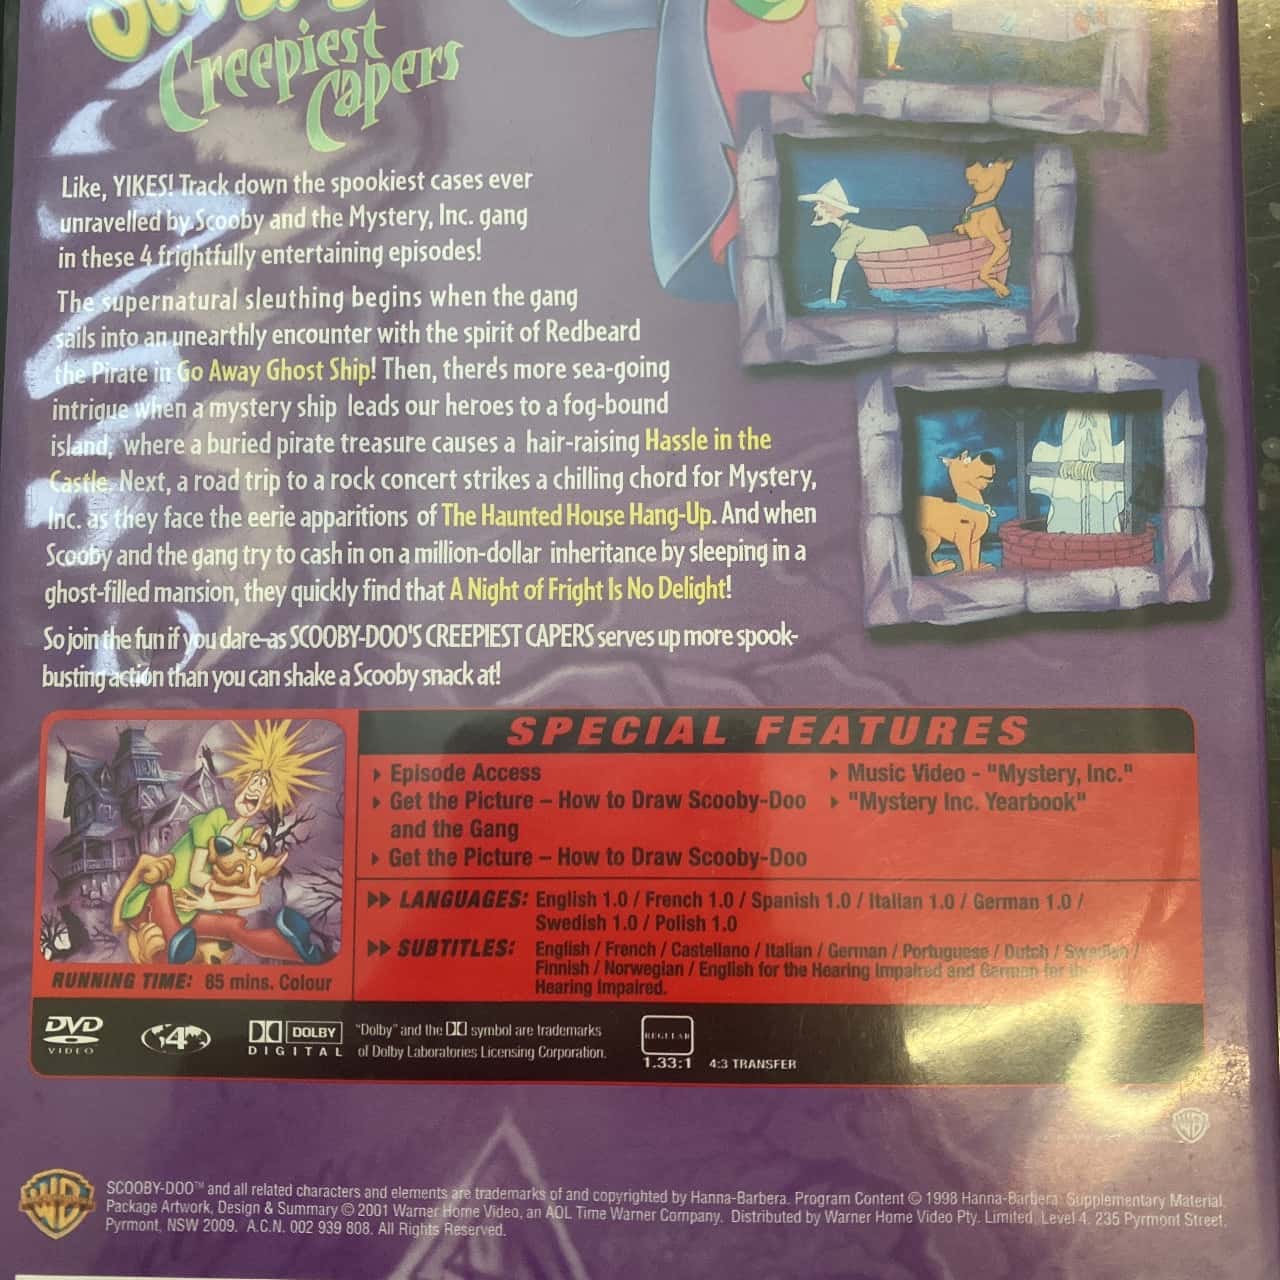 Creepiest
Capers
Like, YIKES! Track down the spookiest cases ever
unravelled by Scooby and the Mystery, Inc. gang
in these 4 frightfully entertaining episodes!
The supernatural sleuthing begins when the gang
sails into an unearthly encounter with the spirit of Redbeard
the Pirate in Go Away Ghost Ship! Then, there's more sea-going
intrigue when a mystery ship leads our heroes to a fog-bound
island, where a buried pirate treasure causes a hair-raising Hassle in the
Castle. Next, a road trip to a rock concert strikes a chilling chord for Mystery,
Inc. as they face the eerie apparitions of The Haunted House Hang-Up. And when
Scooby and the gang try to cash in on a million-dollar inheritance by sleeping in a
ghost-filled mansion, they quickly find that A Night of Fright Is No Delight!
So join the fun if you dare-as SCOOBY-DOO'S CREEPIEST CAPERS serves up more spook-
busting action than you can shake a Scooby snack at!
SPECIAL FEATURES
Episode Access
Get the Picture – How to Draw Scooby-Doo
and the Gang
Get the Picture – How to Draw Scooby-Doo
Music Video - "Mystery, Inc."
"Mystery Inc. Yearbook"
LANGUAGES: English 1.0 / French 1.0 / Spanish 1.0 / Italian 1.0 / German 1.0 /
Swedish 1.0 / Polish 1.0
SUBTITLES: English / French / Castellano / Italian / German / Portuguese / Dutch / Swedish /
Finnish / Norwegian / English for the Hearing Impaired and German for the
Hearing Impaired.
RUNNING TIME: 85 mins. Colour
DVD
VIDEO
4
DOLBY
DIGITAL
"Dolby" and the DD symbol are trademarks
of Dolby Laboratories Licensing Corporation.
REGULAR
1.33:1 4:3 TRANSFER
WB
SCOOBY-DOO™ and all related characters and elements are trademarks of and copyrighted by Hanna-Barbera. Program Content © 1998 Hanna-Barbera. Supplementary Material,
Package Artwork, Design & Summary © 2001 Warner Home Video, an AOL Time Warner Company. Distributed by Warner Home Video Pty. Limited, Level 4, 235 Pyrmont Street,
Pyrmont, NSW 2009. A.C.N. 002 939 808. All Rights Reserved.